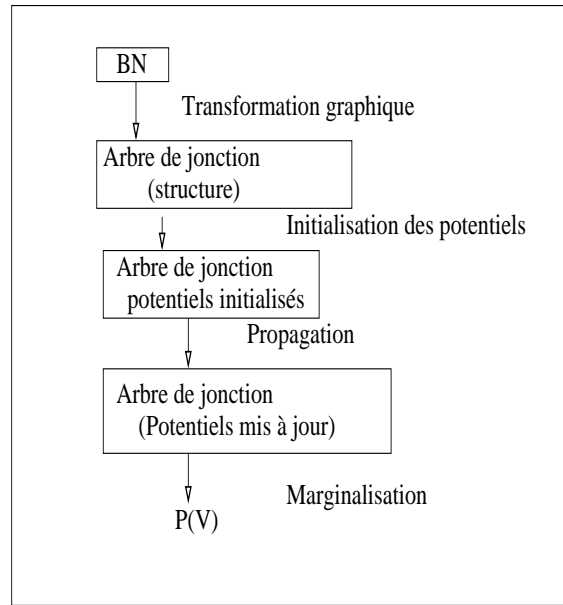 BN
Transformation graphique
Arbre de jonction
(structure)
Initialisation des potentiels
Arbre de jonction
potentiels initialisés
Propagation
Arbre de jonction
(Potentiels mis à jour)
Marginalisation
P(V)